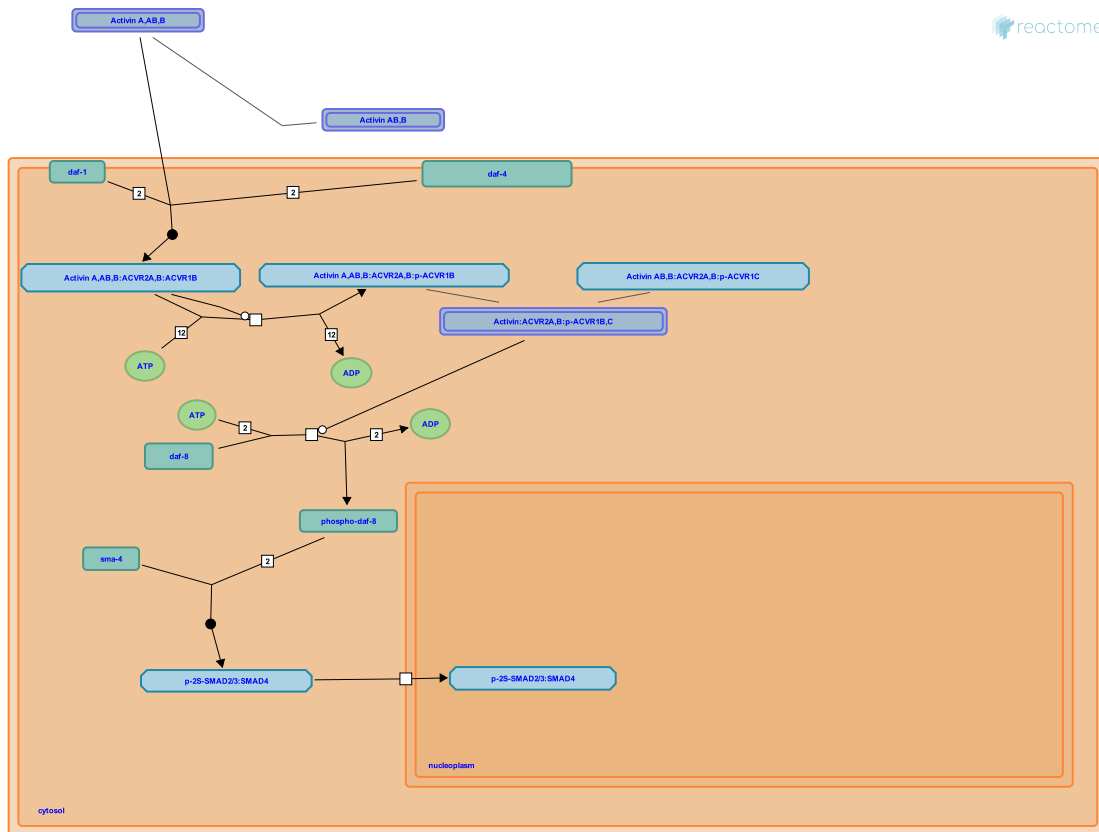 Activin A,AB,B
reactome
Activin AB,B
daf-1
daf-4
2
2
Activin A,AB,B:ACVR2A,B:ACVR1B
Activin A,AB,B:ACVR2A,B:p-ACVR1B
Activin AB,B:ACVR2A,B:p-ACVR1C
Activin:ACVR2A,B:p-ACVR1B,C
12
12
ATP
ADP
ATP
2
2
ADP
daf-8
phospho-daf-8
sma-4
2
p-2S-SMAD2/3:SMAD4
p-2S-SMAD2/3:SMAD4
nucleoplasm
cytosol